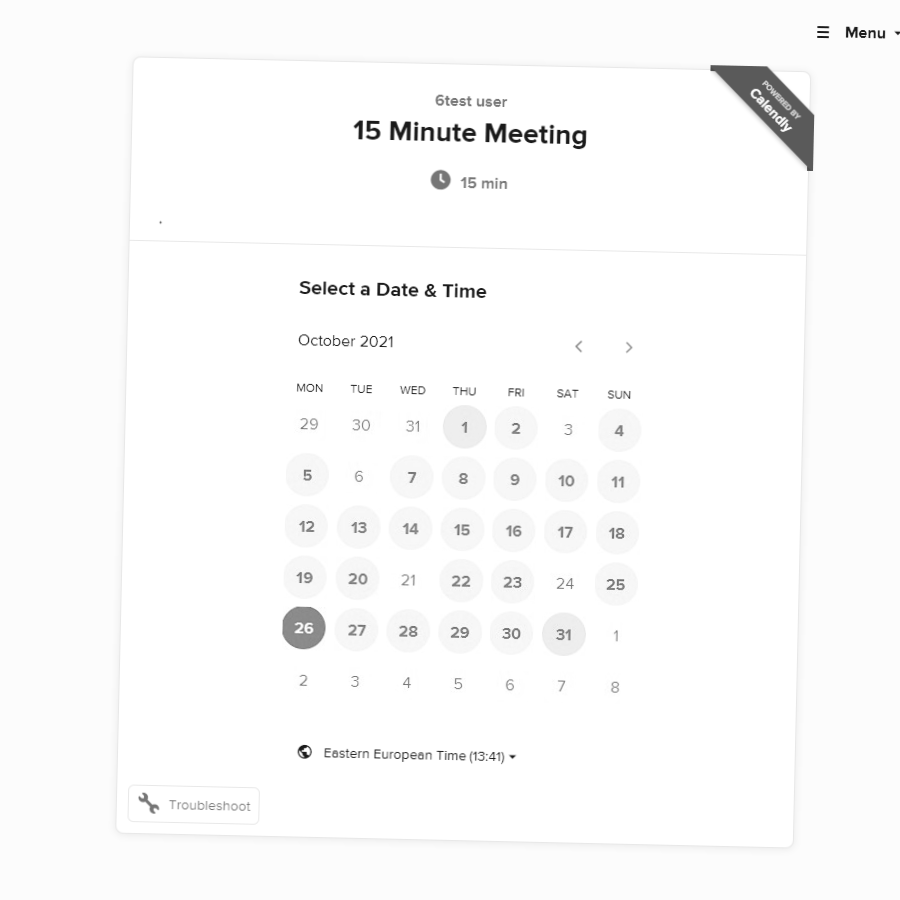 Menu
POWERED BY
Calendly
6test user
15 Minute Meeting
15 min
.
Select a Date & Time
October 2021
MON TUE WED THU FRI SAT SUN
29 30 31 1 2 3 4
5 6 7 8 9 10 11
12 13 14 15 16 17 18
19 20 21 22 23 24 25
26 27 28 29 30 31 1
2 3 4 5 6 7 8
Eastern European Time (13:41)
Troubleshoot